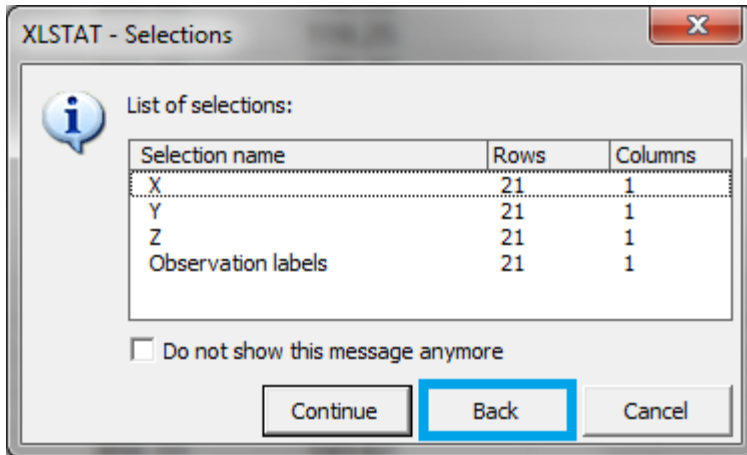 XLSTAT - Selections
List of selections:
Selection name Rows Columns
X 21 1
Y 21 1
Z 21 1
Observation labels 21 1
Do not show this message anymore
Continue Back Cancel